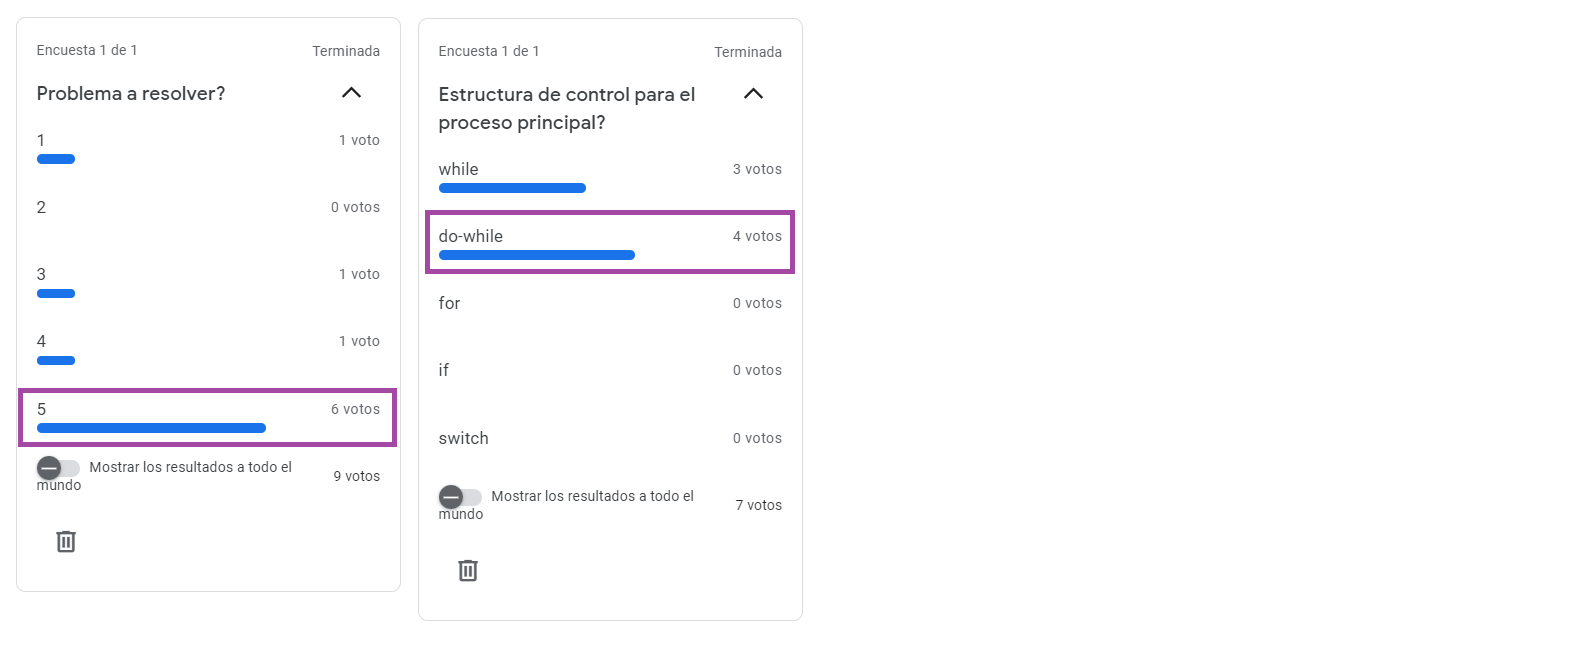 Encuesta 1 de 1
Terminada
Problema a resolver?
1
1 voto
2
0 votos
3
1 voto
4
1 voto
5
6 votos
Mostrar los resultados a todo el
mundo
9 votos
Encuesta 1 de 1
Terminada
Estructura de control para el
proceso principal?
while
3 votos
do-while
4 votos
for
0 votos
if
0 votos
switch
0 votos
Mostrar los resultados a todo el
mundo
7 votos